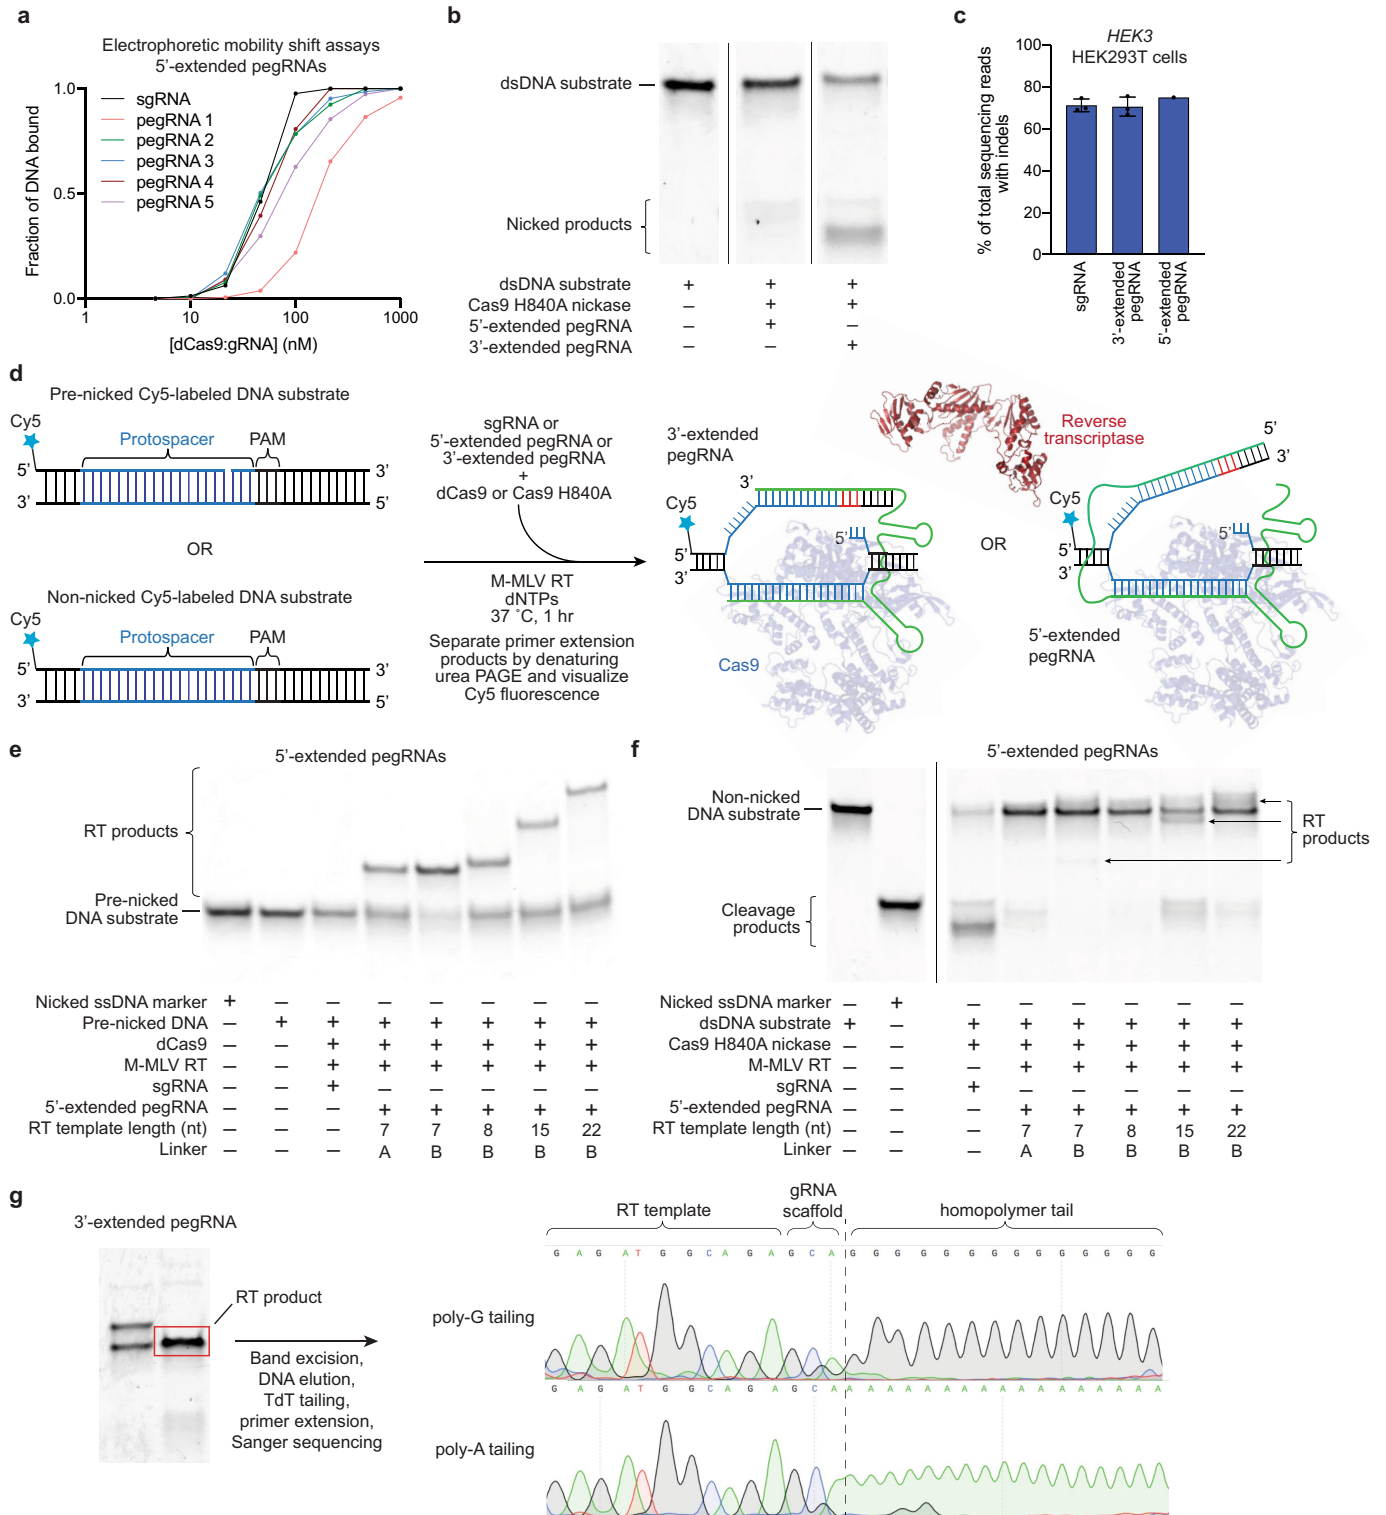 a
Electrophoretic mobility shift assays
5’-extended pegRNAs
Fraction of DNA bound
1.0
0.5
0.0
sgRNA
pegRNA 1
pegRNA 2
pegRNA 3
pegRNA 4
pegRNA 5
1 10 100 1000
[dCas9:gRNA] (nM)
b
dsDNA substrate
Nicked products
dsDNA substrate + + +
Cas9 H840A nickase – + +
5’-extended pegRNA – + –
3’-extended pegRNA – – +
c
HEK3
HEK293T cells
% of total sequencing reads
with indels
100
80
60
40
20
0
sgRNA
3’-extended
pegRNA
5’-extended
pegRNA
d
Pre-nicked Cy5-labeled DNA substrate
Cy5
Protospacer PAM
5’ 3’
3’ 5’
OR
Non-nicked Cy5-labeled DNA substrate
Cy5
Protospacer PAM
5’ 3’
3’ 5’
sgRNA or
5’-extended pegRNA or
3’-extended pegRNA
+
dCas9 or Cas9 H840A
M-MLV RT
dNTPs
37 °C, 1 hr
Separate primer extension
products by denaturing
urea PAGE and visualize
Cy5 fluorescence
3’-extended
pegRNA
Reverse
transcriptase
3’
Cy5
5’
5’
3’
Cas9
OR
5’
3’
Cy5
5’
5’
3’
5’-extended
pegRNA
e
5’-extended pegRNAs
RT products
Pre-nicked
DNA substrate
Nicked ssDNA marker + – – – – – – –
Pre-nicked DNA – + + + + + + +
dCas9 – – + + + + + +
M-MLV RT – – + + + + + +
sgRNA – – + – – – – –
5’-extended pegRNA – – – + + + + +
RT template length (nt) – – – 7 7 8 15 22
Linker – – – A B B B B
f
5’-extended pegRNAs
Non-nicked
DNA substrate
Cleavage
products
RT
products
Nicked ssDNA marker – + – – – – – –
dsDNA substrate + – + + + + + +
Cas9 H840A nickase – – + + + + + +
M-MLV RT – – – + + + + +
sgRNA – – + – – – – –
5’-extended pegRNA – – – + + + + +
RT template length (nt) – – – 7 7 8 15 22
Linker – – – A B B B B
g
3’-extended pegRNA
RT product
Band excision,
DNA elution,
TdT tailing,
primer extension,
Sanger sequencing
RT template
gRNA
scaffold
homopolymer tail
G A G A T G G C A G A G C A G G G G G G G G G G G G G G
poly-G tailing
G A G A T G G C A G A G C A A A A A A A A A A A A A A A
poly-A tailing